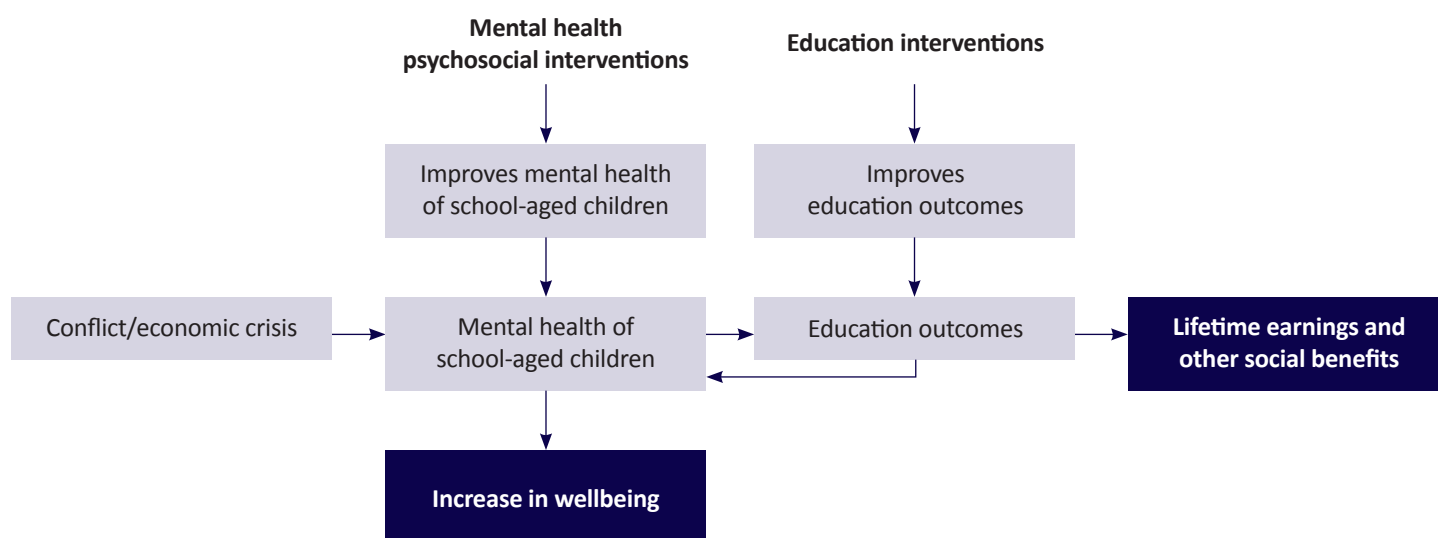 Mental health
psychosocial interventions
Education interventions
Improves mental health
of school-aged children
Improves
education outcomes
Conflict/economic crisis
Mental health of
school-aged children
Education outcomes
Lifetime earnings and
other social benefits
Increase in wellbeing